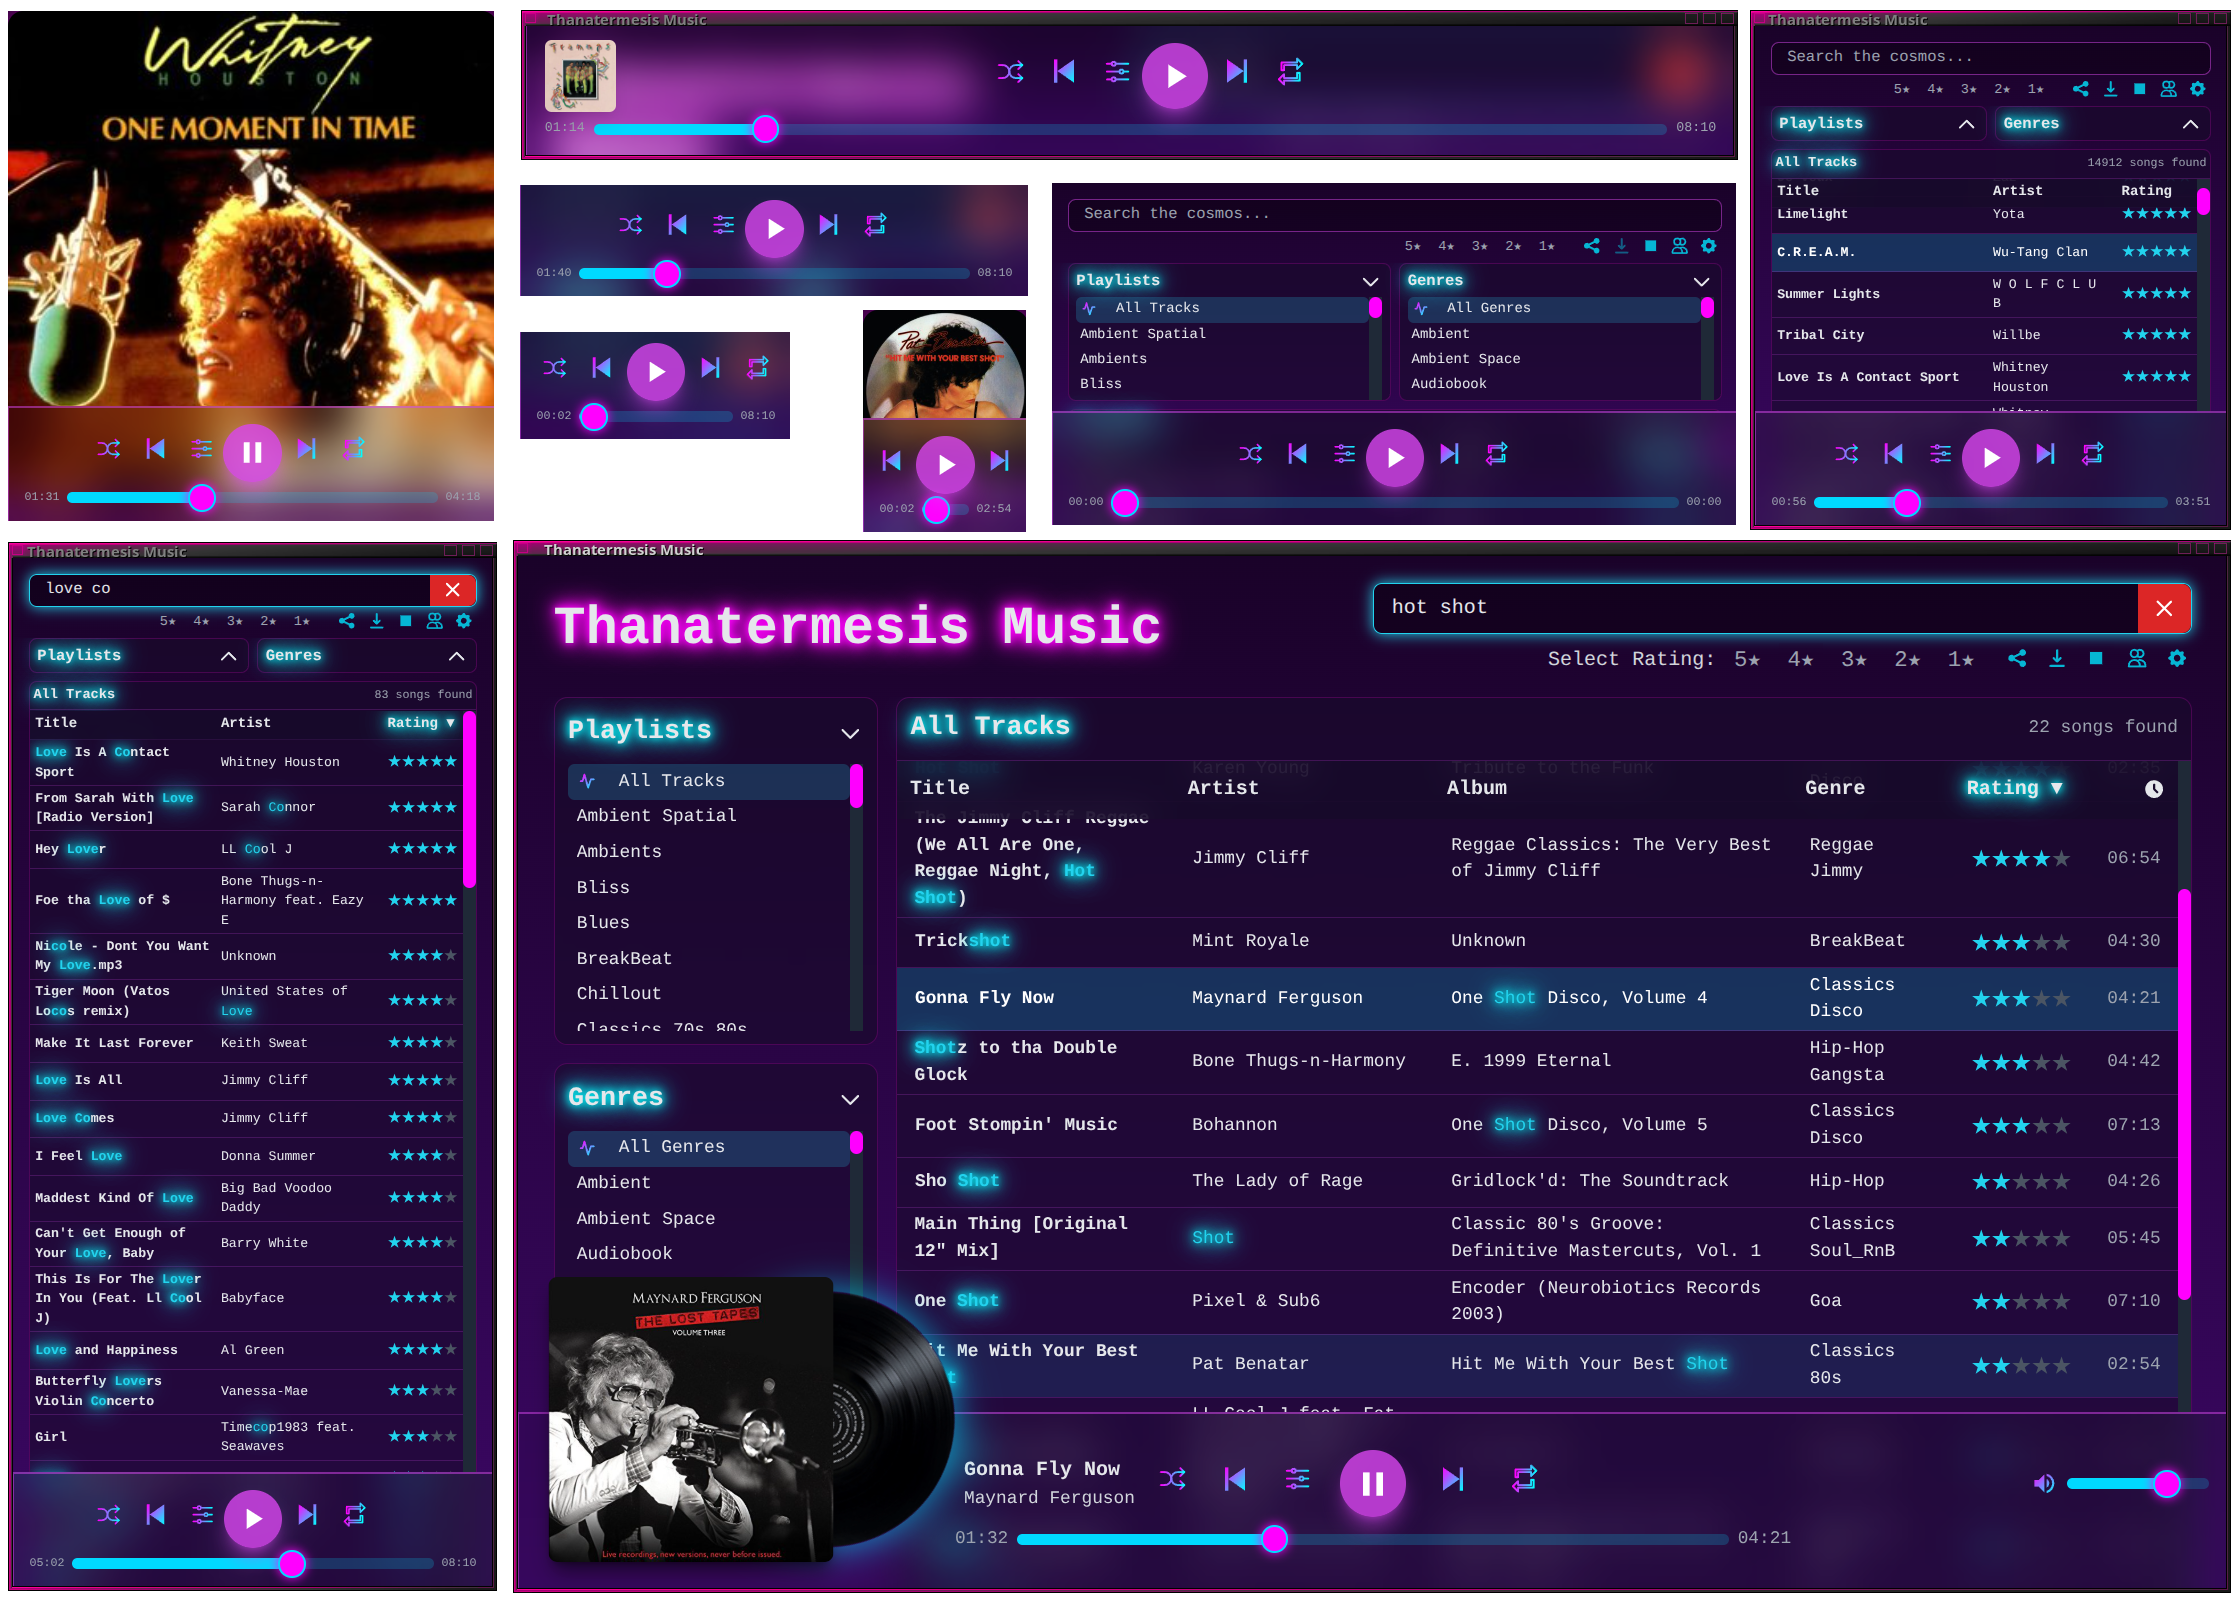 Whitney
HOUSTON
ONE MOMENT IN TIME
01:31
04:18
Thanatermesis Music
Tramps
01:14
08:10
01:40
08:10
00:02
08:10
Pat Benatar
"HIT ME WITH YOUR BEST SHOT"
00:02
02:54
Search the cosmos...
5★ 4★ 3★ 2★ 1★
Playlists
Genres
All Tracks
All Genres
Ambient Spatial
Ambient
Ambients
Ambient Space
Bliss
Audiobook
00:00
00:00
Thanatermesis Music
Search the cosmos...
5★ 4★ 3★ 2★ 1★
Playlists
Genres
All Tracks
14912 songs found
Title Artist Rating
Limelight Yota ★★★★★
C.R.E.A.M. Wu-Tang Clan ★★★★★
Summer Lights W O L F C L U B ★★★★★
Tribal City Willbe ★★★★★
Love Is A Contact Sport Whitney Houston ★★★★★
Whitney
00:56
03:51
Thanatermesis Music
love co
5★ 4★ 3★ 2★ 1★
Playlists
Genres
All Tracks
83 songs found
Title Artist Rating ▼
Love Is A Contact Sport Whitney Houston ★★★★★
From Sarah With Love [Radio Version] Sarah Connor ★★★★★
Hey Lover LL Cool J ★★★★★
Foe tha Love of $ Bone Thugs-n-Harmony feat. Eazy E ★★★★★
Nicole - Dont You Want My Love.mp3 Unknown ★★★★★
Tiger Moon (Vatos Locos remix) United States of Love ★★★★★
Make It Last Forever Keith Sweat ★★★★★
Love Is All Jimmy Cliff ★★★★★
Love Comes Jimmy Cliff ★★★★★
I Feel Love Donna Summer ★★★★★
Maddest Kind Of Love Big Bad Voodoo Daddy ★★★★★
Can't Get Enough of Your Love, Baby Barry White ★★★★★
This Is For The Lover In You (Feat. Ll Cool J) Babyface ★★★★★
Love and Happiness Al Green ★★★★★
Butterfly Lovers Violin Concerto Vanessa-Mae ★★★★★
Girl Timecop1983 feat. Seawaves ★★★★★
05:02
08:10
Thanatermesis Music
Thanatermesis Music
hot shot
Select Rating: 5★ 4★ 3★ 2★ 1★
Playlists
All Tracks
Ambient Spatial
Ambients
Bliss
Blues
BreakBeat
Chillout
Classics 70s 80s
Genres
All Genres
Ambient
Ambient Space
Audiobook
All Tracks
22 songs found
Hot Shot Karen Young Tribute to the Funk Disco 02:35
Title Artist Album Genre Rating ▼
The Jimmy Cliff Reggae (We All Are One, Reggae Night, Hot Shot) Jimmy Cliff Reggae Classics: The Very Best of Jimmy Cliff Reggae Jimmy ★★★★★ 06:54
Trickshot Mint Royale Unknown BreakBeat ★★★★★ 04:30
Gonna Fly Now Maynard Ferguson One Shot Disco, Volume 4 Classics Disco ★★★★★ 04:21
Shotz to tha Double Glock Bone Thugs-n-Harmony E. 1999 Eternal Hip-Hop Gangsta ★★★★★ 04:42
Foot Stompin' Music Bohannon One Shot Disco, Volume 5 Classics Disco ★★★★★ 07:13
Sho Shot The Lady of Rage Gridlock'd: The Soundtrack Hip-Hop ★★★★★ 04:26
Main Thing [Original 12" Mix] Shot Classic 80's Groove: Definitive Mastercuts, Vol. 1 Classics Soul_RnB ★★★★★ 05:45
One Shot Pixel & Sub6 Encoder (Neurobiotics Records 2003) Goa ★★★★★ 07:10
it Me With Your Best Pat Benatar Hit Me With Your Best Shot Classics 80s ★★★★★ 02:54
LL Cool J feat. Fat
MAYNARD FERGUSON
THE LOST TAPES
VOLUME THREE
Live recordings, new versions, never before issued.
Gonna Fly Now
Maynard Ferguson
01:32
04:21